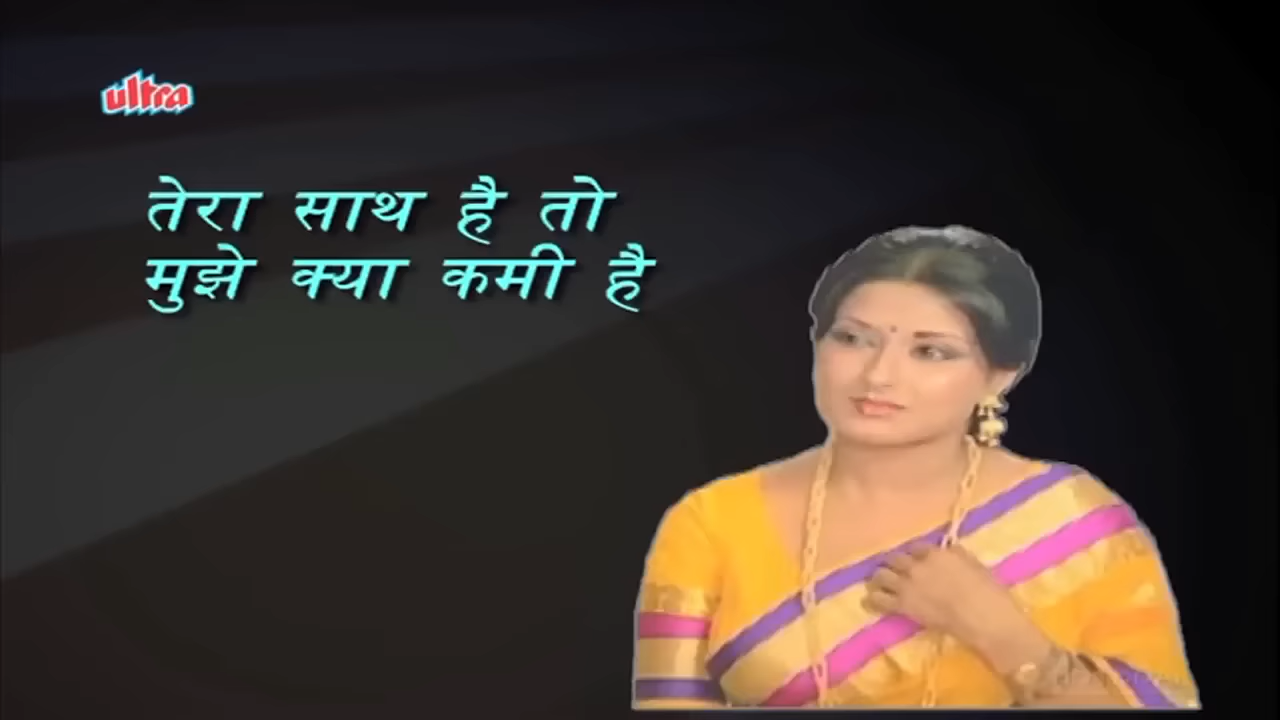 ultra
तेरा साथ है तो
मुझे क्या कमी है